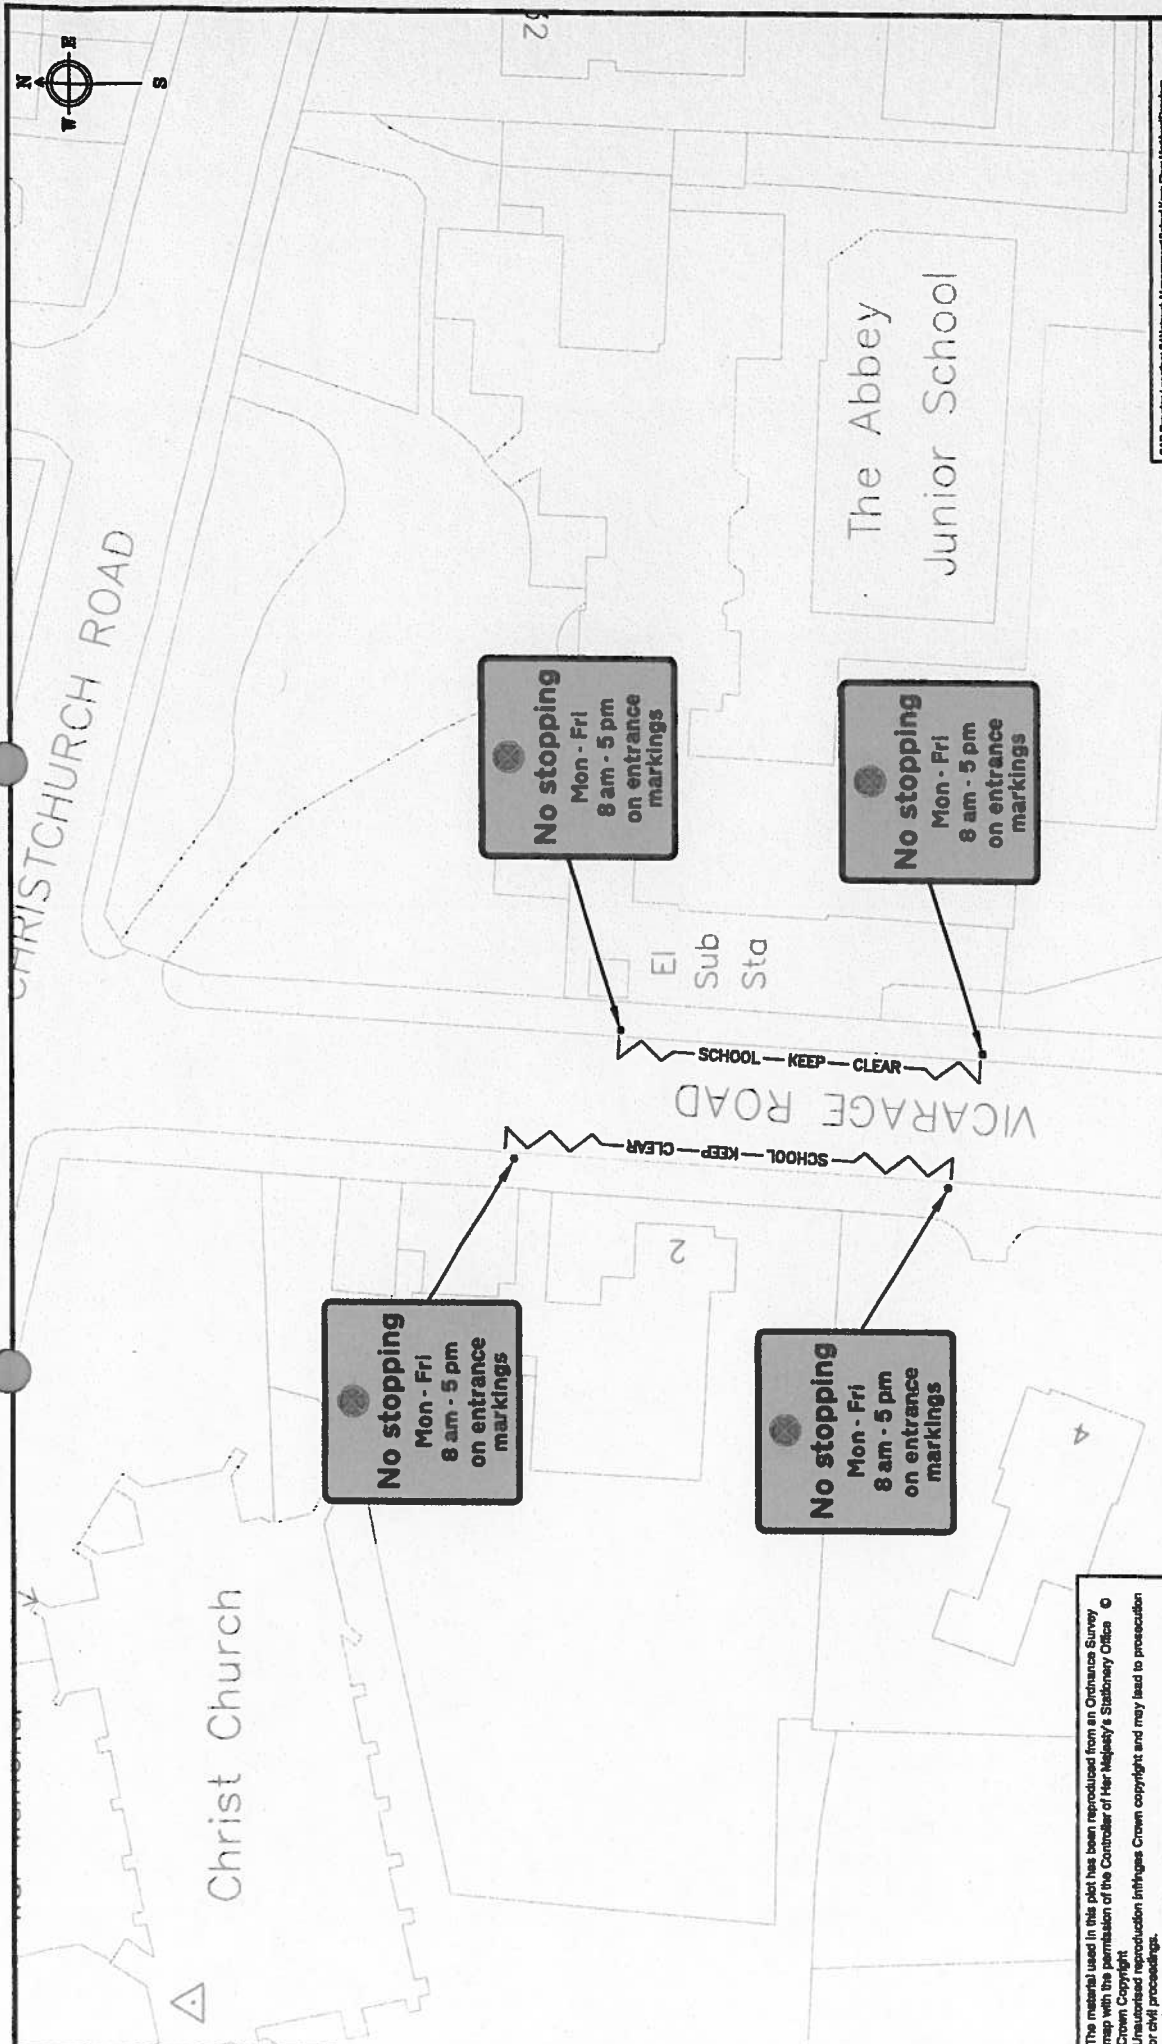 N
W
E
S
52
CHRISTCHURCH ROAD
Christ Church
The Abbey
Junior School
No stopping
Mon - Fri
8 am - 5 pm
on entrance
markings
No stopping
Mon - Fri
8 am - 5 pm
on entrance
markings
No stopping
Mon - Fri
8 am - 5 pm
on entrance
markings
No stopping
Mon - Fri
8 am - 5 pm
on entrance
markings
El
Sub
Sta
SCHOOL KEEP CLEAR
VICARAGE ROAD
SCHOOL KEEP CLEAR
2
4
The material used in this plot has been reproduced from an Ordnance Survey
map with the permission of the Controller of Her Majesty's Stationery Office ©
Crown Copyright
Unauthorised reproduction infringes Crown copyright and may lead to prosecution
or civil proceedings.